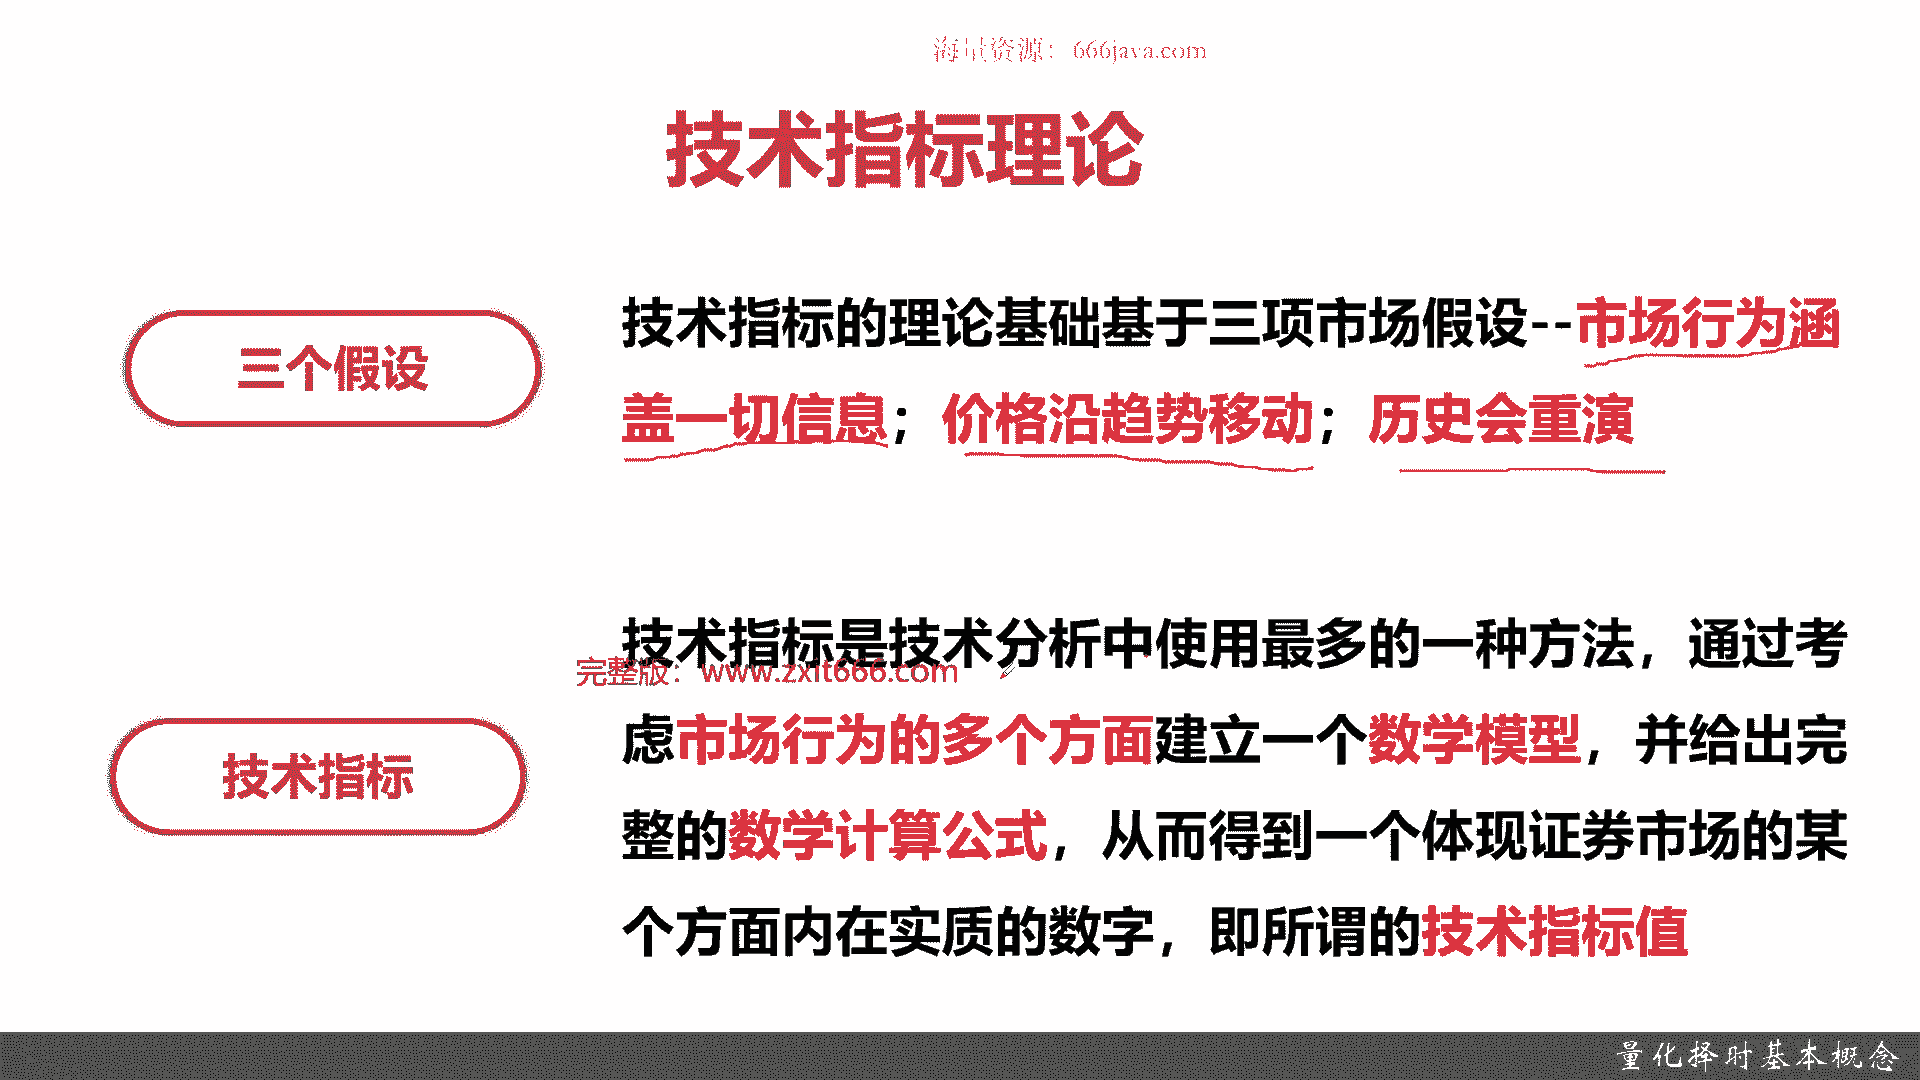 海量资源：666java.com
技术指标理论
三个假设
技术指标的理论基础基于三项市场假设--市场行为涵
盖一切信息；价格沿趋势移动；历史会重演
技术指标是技术分析中使用最多的一种方法，通过考
完整版：www.zxit666.com
虑市场行为的多个方面建立一个数学模型，并给出完
技术指标
整的数学计算公式，从而得到一个体现证券市场的某
个方面内在实质的数字，即所谓的技术指标值
量化择时基本概念